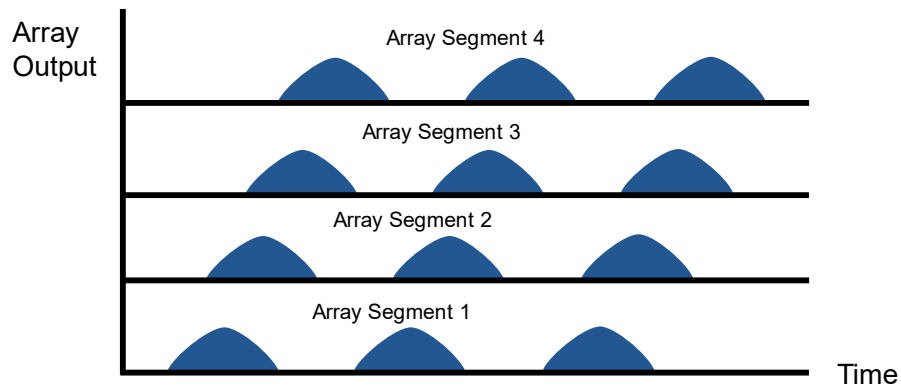 Array
Output
Array Segment 4
Array Segment 3
Array Segment 2
Array Segment 1
Time